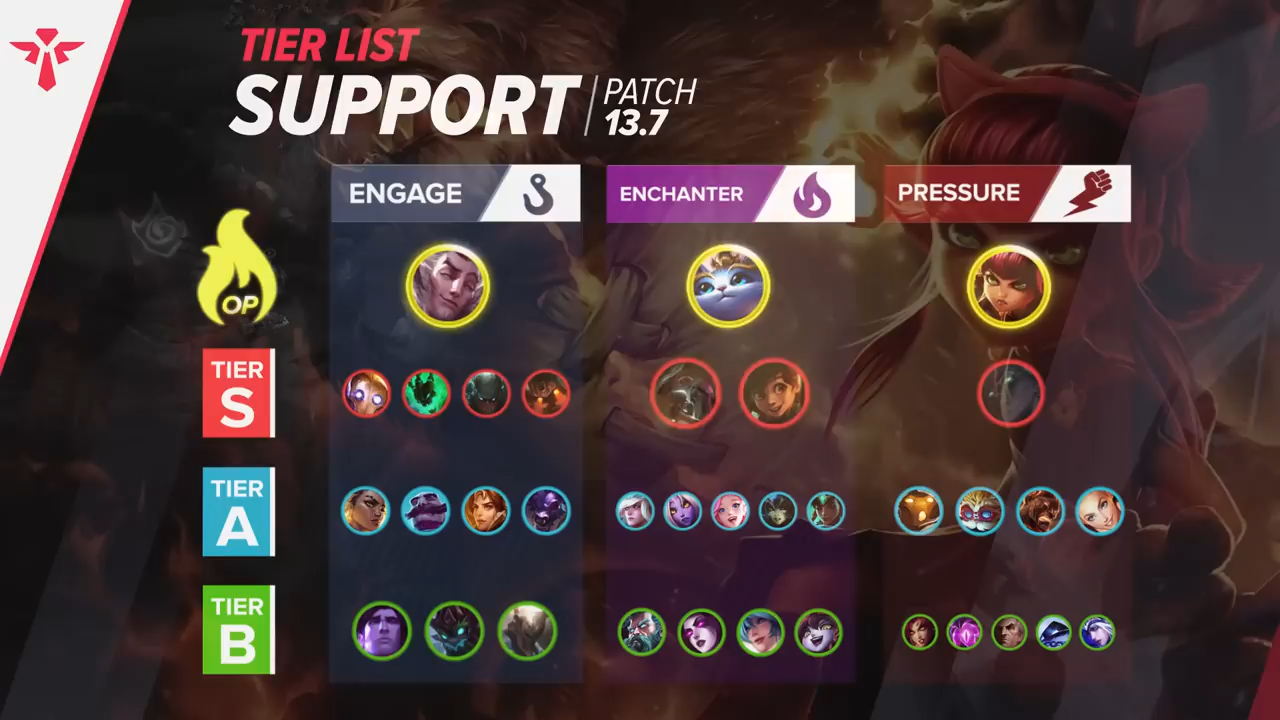 TIER LIST
SUPPORT
PATCH
13.7
ENGAGE
ENCHANTER
PRESSURE
OP
TIER
S
TIER
A
TIER
B